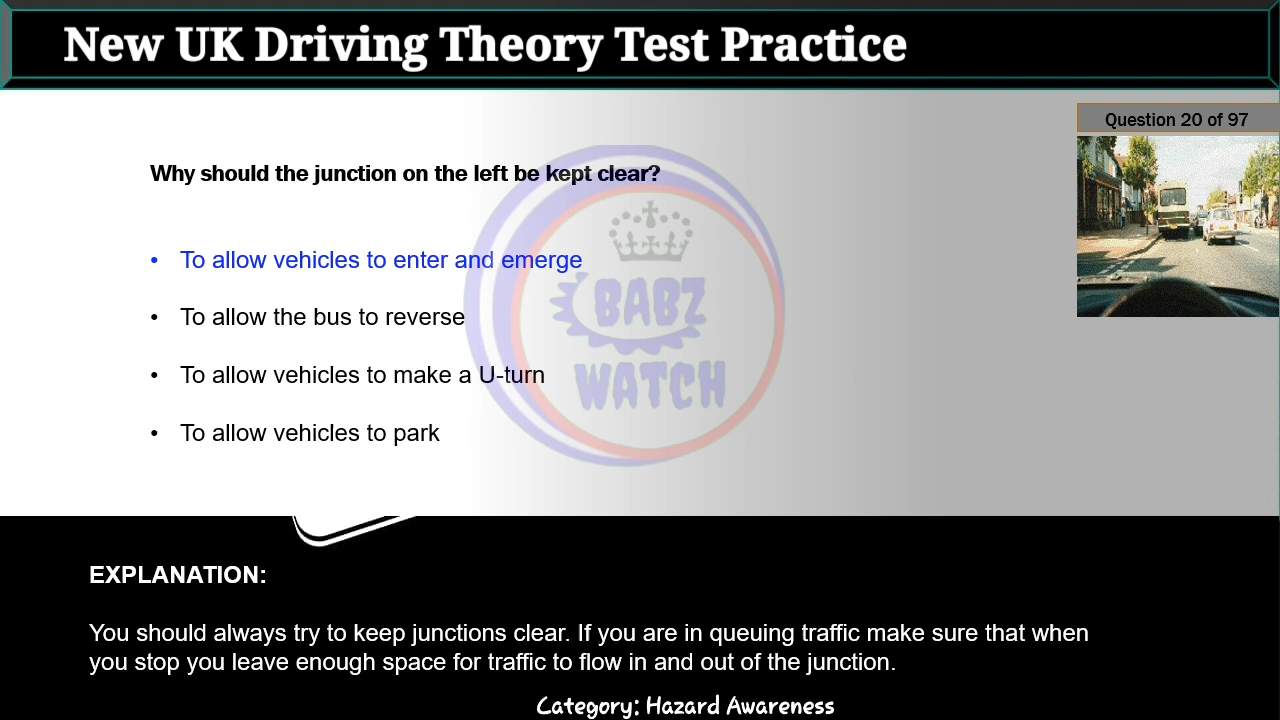 New UK Driving Theory Test Practice
Question 20 of 97
Why should the junction on the left be kept clear?
• To allow vehicles to enter and emerge
• To allow the bus to reverse
• To allow vehicles to make a U-turn
• To allow vehicles to park
BABZ
WATCH
EXPLANATION:
You should always try to keep junctions clear. If you are in queuing traffic make sure that when
you stop you leave enough space for traffic to flow in and out of the junction.
Category: Hazard Awareness